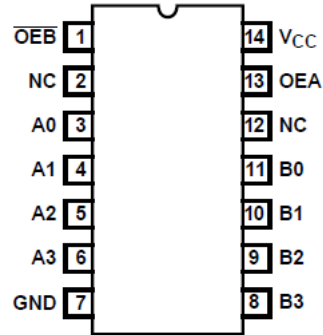 O̅E̅B̅ 1 14 VCC
NC 2 13 OEA
A0 3 12 NC
A1 4 11 B0
A2 5 10 B1
A3 6 9 B2
GND 7 8 B3